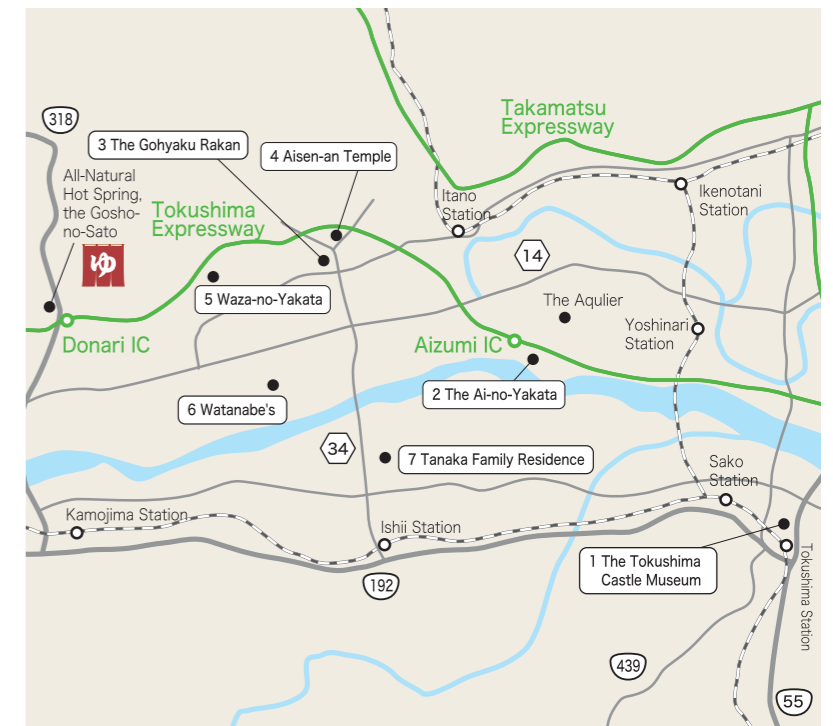 318
3 The Gohyaku Rakan
4 Aisen-an Temple
Takamatsu
Expressway
All-Natural
Hot Spring,
the Gosho-
no-Sato
ゆ
Tokushima
Expressway
Itano
Station
Ikenotani
Station
14
5 Waza-no-Yakata
The Aqulier
Yoshinari
Station
Donari IC
Aizumi IC
2 The Ai-no-Yakata
6 Watanabe's
34
7 Tanaka Family Residence
Sako
Station
Kamojima Station
Ishii Station
1 The Tokushima
Castle Museum
Tokushima Station
192
439
55